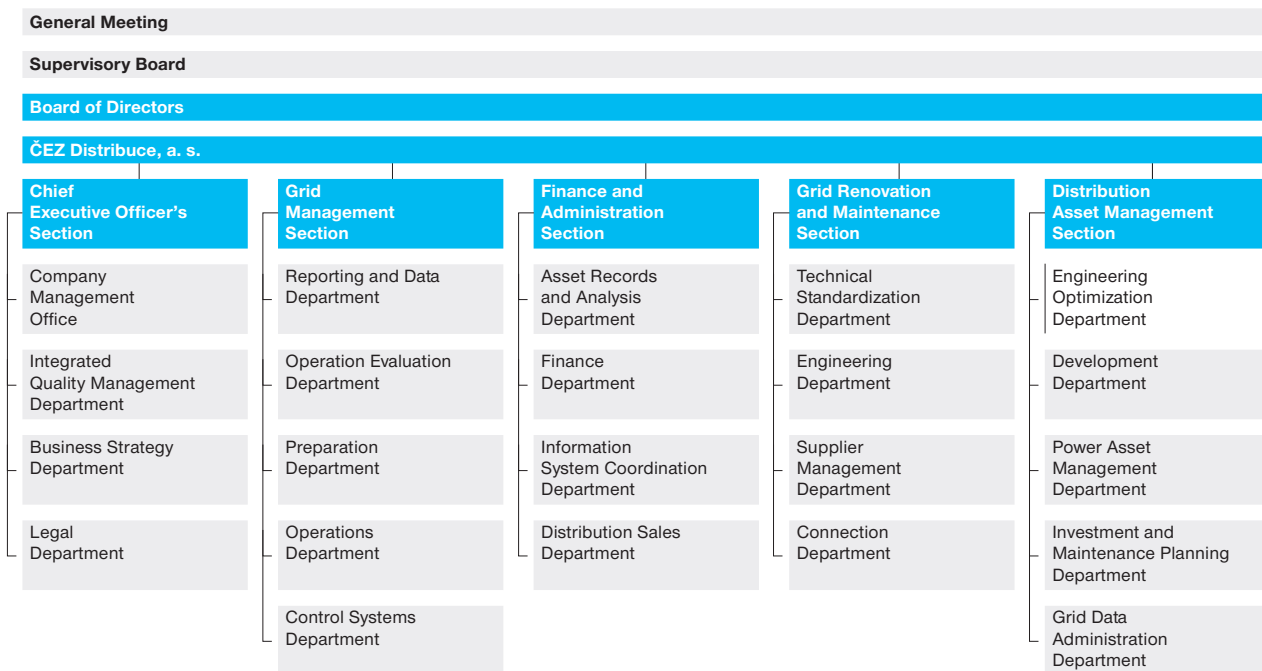 General Meeting
Supervisory Board
Board of Directors
ČEZ Distribuce, a. s.
Chief
Executive Officer's
Section
Grid
Management
Section
Finance and
Administration
Section
Grid Renovation
and Maintenance
Section
Distribution
Asset Management
Section
Company
Management
Office
Reporting and Data
Department
Asset Records
and Analysis
Department
Technical
Standardization
Department
Engineering
Optimization
Department
Integrated
Quality Management
Department
Operation Evaluation
Department
Finance
Department
Engineering
Department
Development
Department
Business Strategy
Department
Preparation
Department
Information
System Coordination
Department
Supplier
Management
Department
Power Asset
Management
Department
Legal
Department
Operations
Department
Distribution Sales
Department
Connection
Department
Investment and
Maintenance Planning
Department
Control Systems
Department
Grid Data
Administration
Department